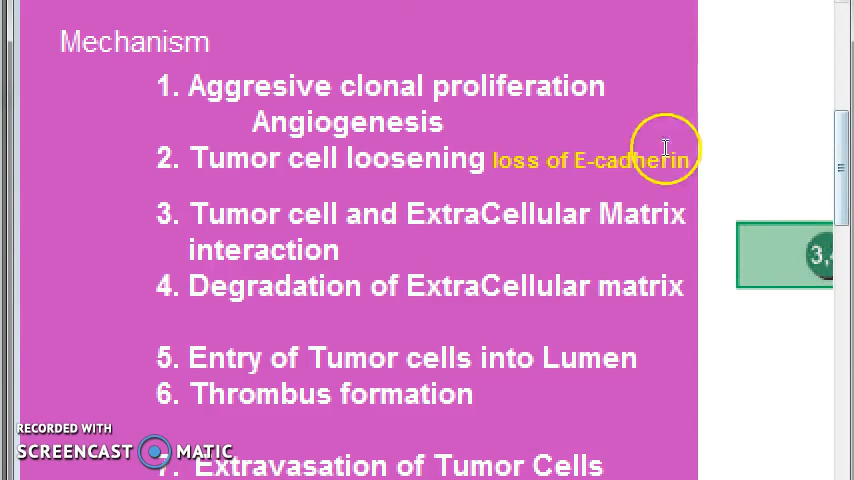 Mechanism
1. Aggresive clonal proliferation
Angiogenesis
2. Tumor cell loosening loss of E-cadherin
3. Tumor cell and ExtraCellular Matrix
interaction
3,
4. Degradation of ExtraCellular matrix
5. Entry of Tumor cells into Lumen
6. Thrombus formation
RECORDED WITH
SCREENCAST MATIC
7. Extravasation of Tumor Cells